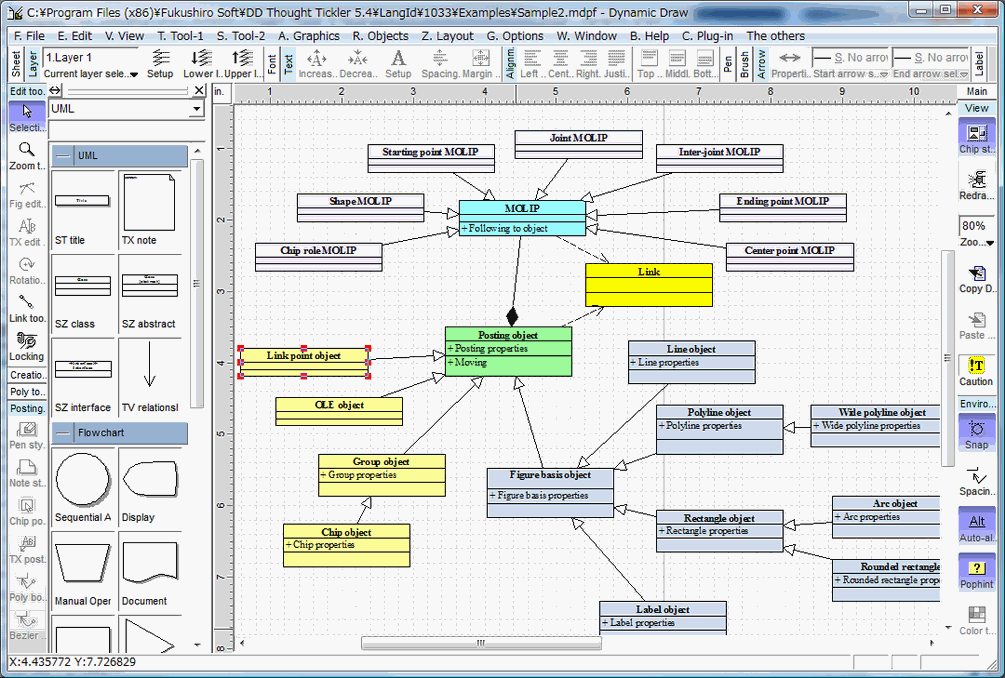 C:¥Program Files (x86)¥Fukushiro Soft¥DD Thought Tickler 5.4¥LangId¥1033¥Examples¥Sample2.mdpf - Dynamic Draw
F. File E. Edit V. View T. Tool-1 S. Tool-2 A. Graphics R. Objects Z. Layout G. Options W. Window B. Help C. Plug-in The others
Sheet
Layer
1.Layer 1
Current layer sele...
Setup
Lower l.
Upper l...
Font
Text
Increas..
Decrea..
Setup
Spacing.
Margin ..
Alignm.
Left ..
Cent..
Right.
Justi..
Top ..
Middl.
Bott..
Pen
Brush
Arrow
Properti..
S. No arrov
Start arrow s...
S. No arrov
End arrow sel
Label
Edit too.
in.
1 2 3 4 5 6 7 8 9 10
Main
View
Selecti..
UML
Zoom t..
Fig edit..
TX edit .
Rotatio..
Link too.
Locking
Creatio..
Poly to..
Posting.
Pen sty.
Note st.
Chip po.
TX post.
Poly bo..
Bezier ..
UML
Title
ST title
TX note
SZ class
SZ abstract
SZ interface
TV relationsl
Flowchart
Sequential A
Display
Manual Oper
Document
1
2
3
4
5
6
7
8
Joint MOLIP
Starting point MOLIP
Inter-joint MOLIP
Shape MOLIP
MOLIP
+ Following to object
Ending point MOLIP
Chip role MOLIP
Center point MOLIP
Link
Posting object
+ Posting properties
+ Moving
Link point object
Line object
+ Line properties
OLE object
Polyline object
+ Polyline properties
Wide polyline object
+ Wide polyline properties
Group object
+ Group properties
Figure basis object
+ Figure basis properties
Arc object
+ Arc properties
Rectangle object
+ Rectangle properties
Chip object
+ Chip properties
Rounded rectangle
+ Rounded rectangle prope
Label object
+ Label properties
Chip st..
Redra..
80%
Zoo...
Copy D.
Paste ..
Caution
Enviro...
Snap
Spacin..
Alt
Auto-al.
Pophint
Color t...
X:4.435772 Y:7.726829